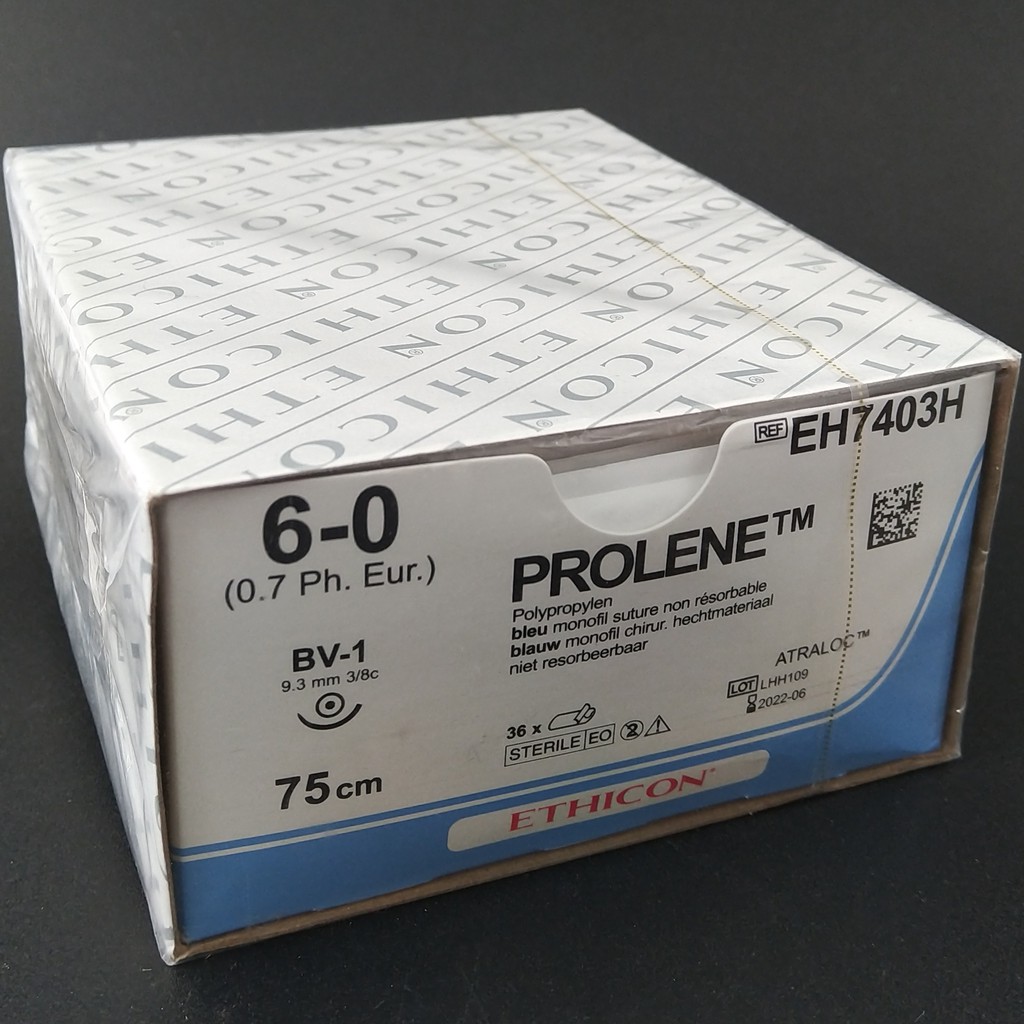 ETHICON ETHICON ETHICON
REF EH7403H
6-0
(0.7 Ph. Eur.)
PROLENE™
Polypropylen
bleu monofil suture non résorbable
blauw monofil chirur. hechtmateriaal
niet resorbeerbaar
BV-1
9.3 mm 3/8c
ATRALOC™
LOT LHH109
2022-06
36 x
STERILE EO 2
75 cm
ETHICON®